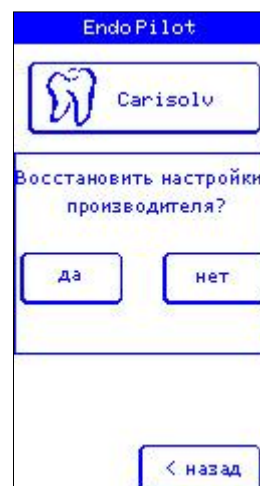 EndoPilot
Carisolv
Восстановить настройки
производителя?
да
нет
< назад